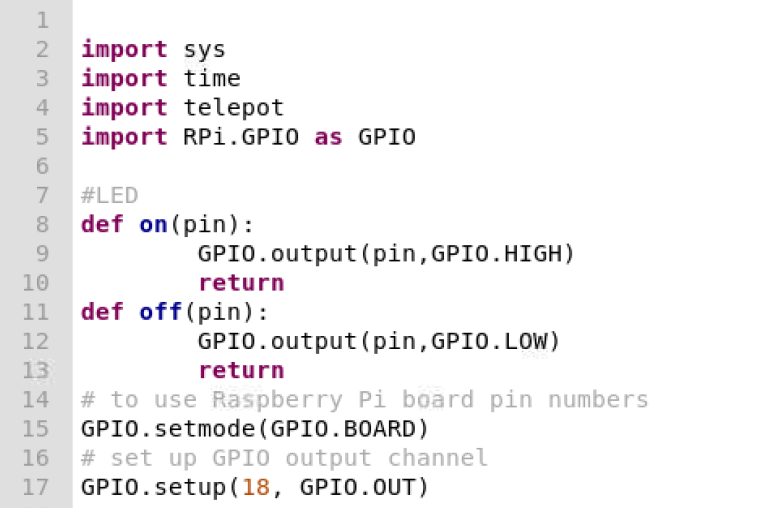 1
2 import sys
3 import time
4 import telepot
5 import RPi.GPIO as GPIO
6
7 #LED
8 def on(pin):
9         GPIO.output(pin,GPIO.HIGH)
10         return
11 def off(pin):
12         GPIO.output(pin,GPIO.LOW)
13         return
14 # to use Raspberry Pi board pin numbers
15 GPIO.setmode(GPIO.BOARD)
16 # set up GPIO output channel
17 GPIO.setup(18, GPIO.OUT)